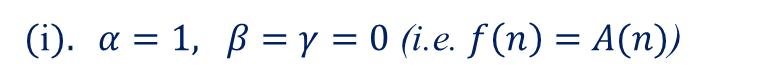 (i). α = 1, β = γ = 0 (i.e. f(n) = A(n))